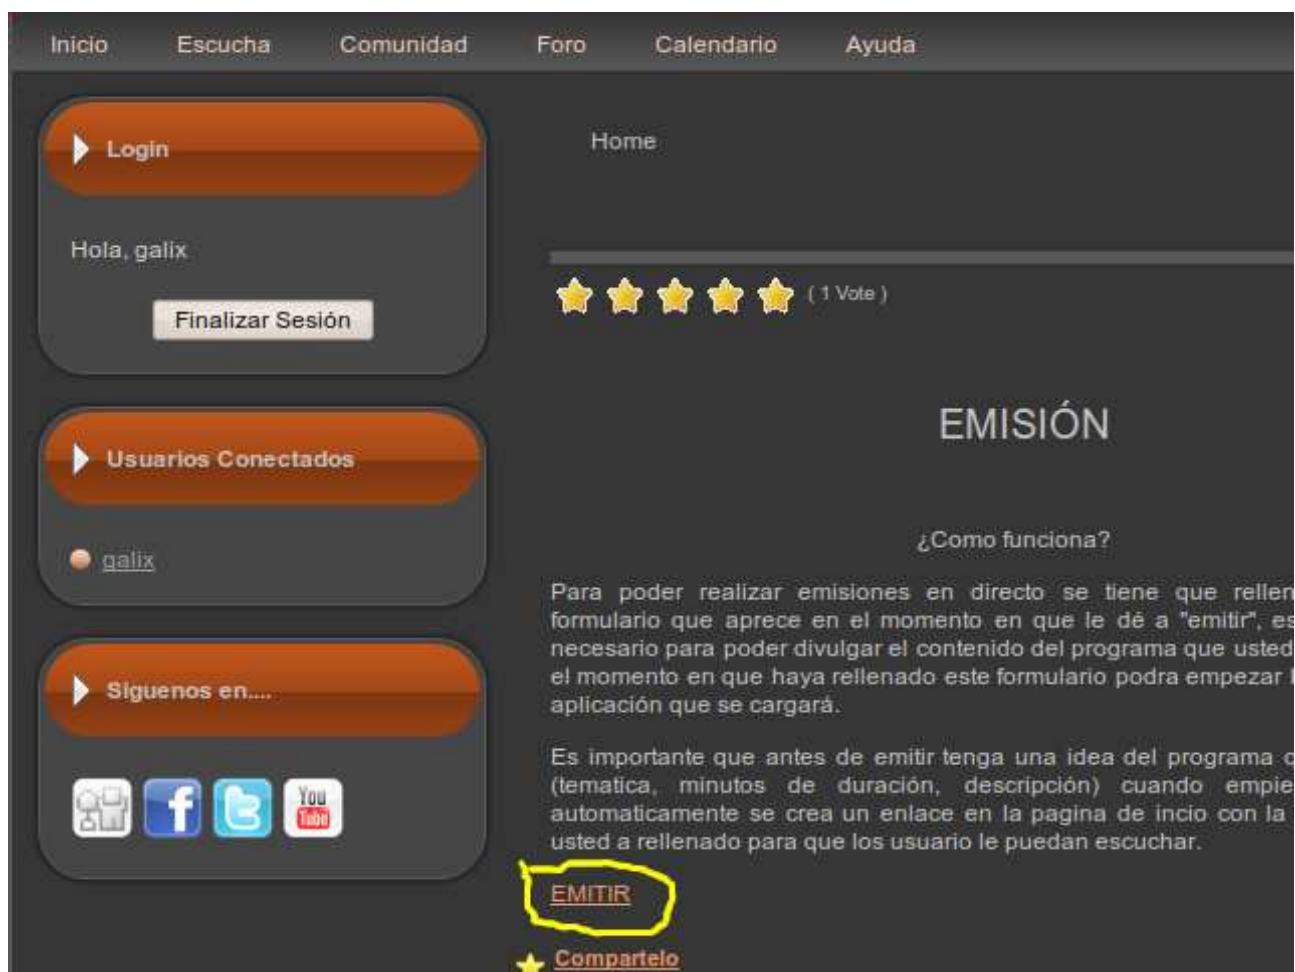 Inicio Escucha Comunidad Foro Calendario Ayuda
Login
Hola, galix
Finalizar Sesión
Usuarios Conectados
galix
Siguenos en....
You
Tube
Home
( 1 Vote )
EMISIÓN
¿Como funciona?
Para poder realizar emisiones en directo se tiene que
formulario que aprece en el momento en que le dé a "emitir",
necesario para poder divulgar el contenido del programa que usted
el momento en que haya rellenado este formulario podra empezar
aplicación que se cargará.
Es importante que antes de emitir tenga una idea del programa
(tematica, minutos de duración, descripción) cuando
automaticamente se crea un enlace en la pagina de incio con la
usted a rellenado para que los usuario le puedan escuchar.
EMITIR
Compartelo